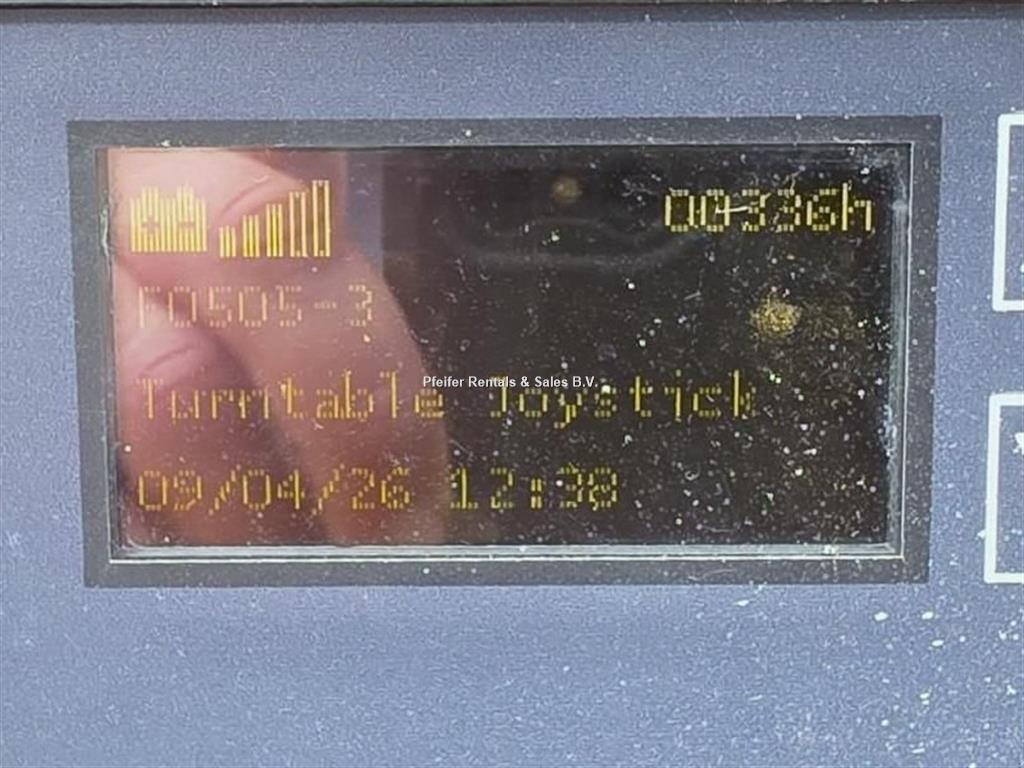 00336h
F0505-3
Turntable Joystick
Pfeifer Rentals & Sales B.V.
09/04/26 12:38